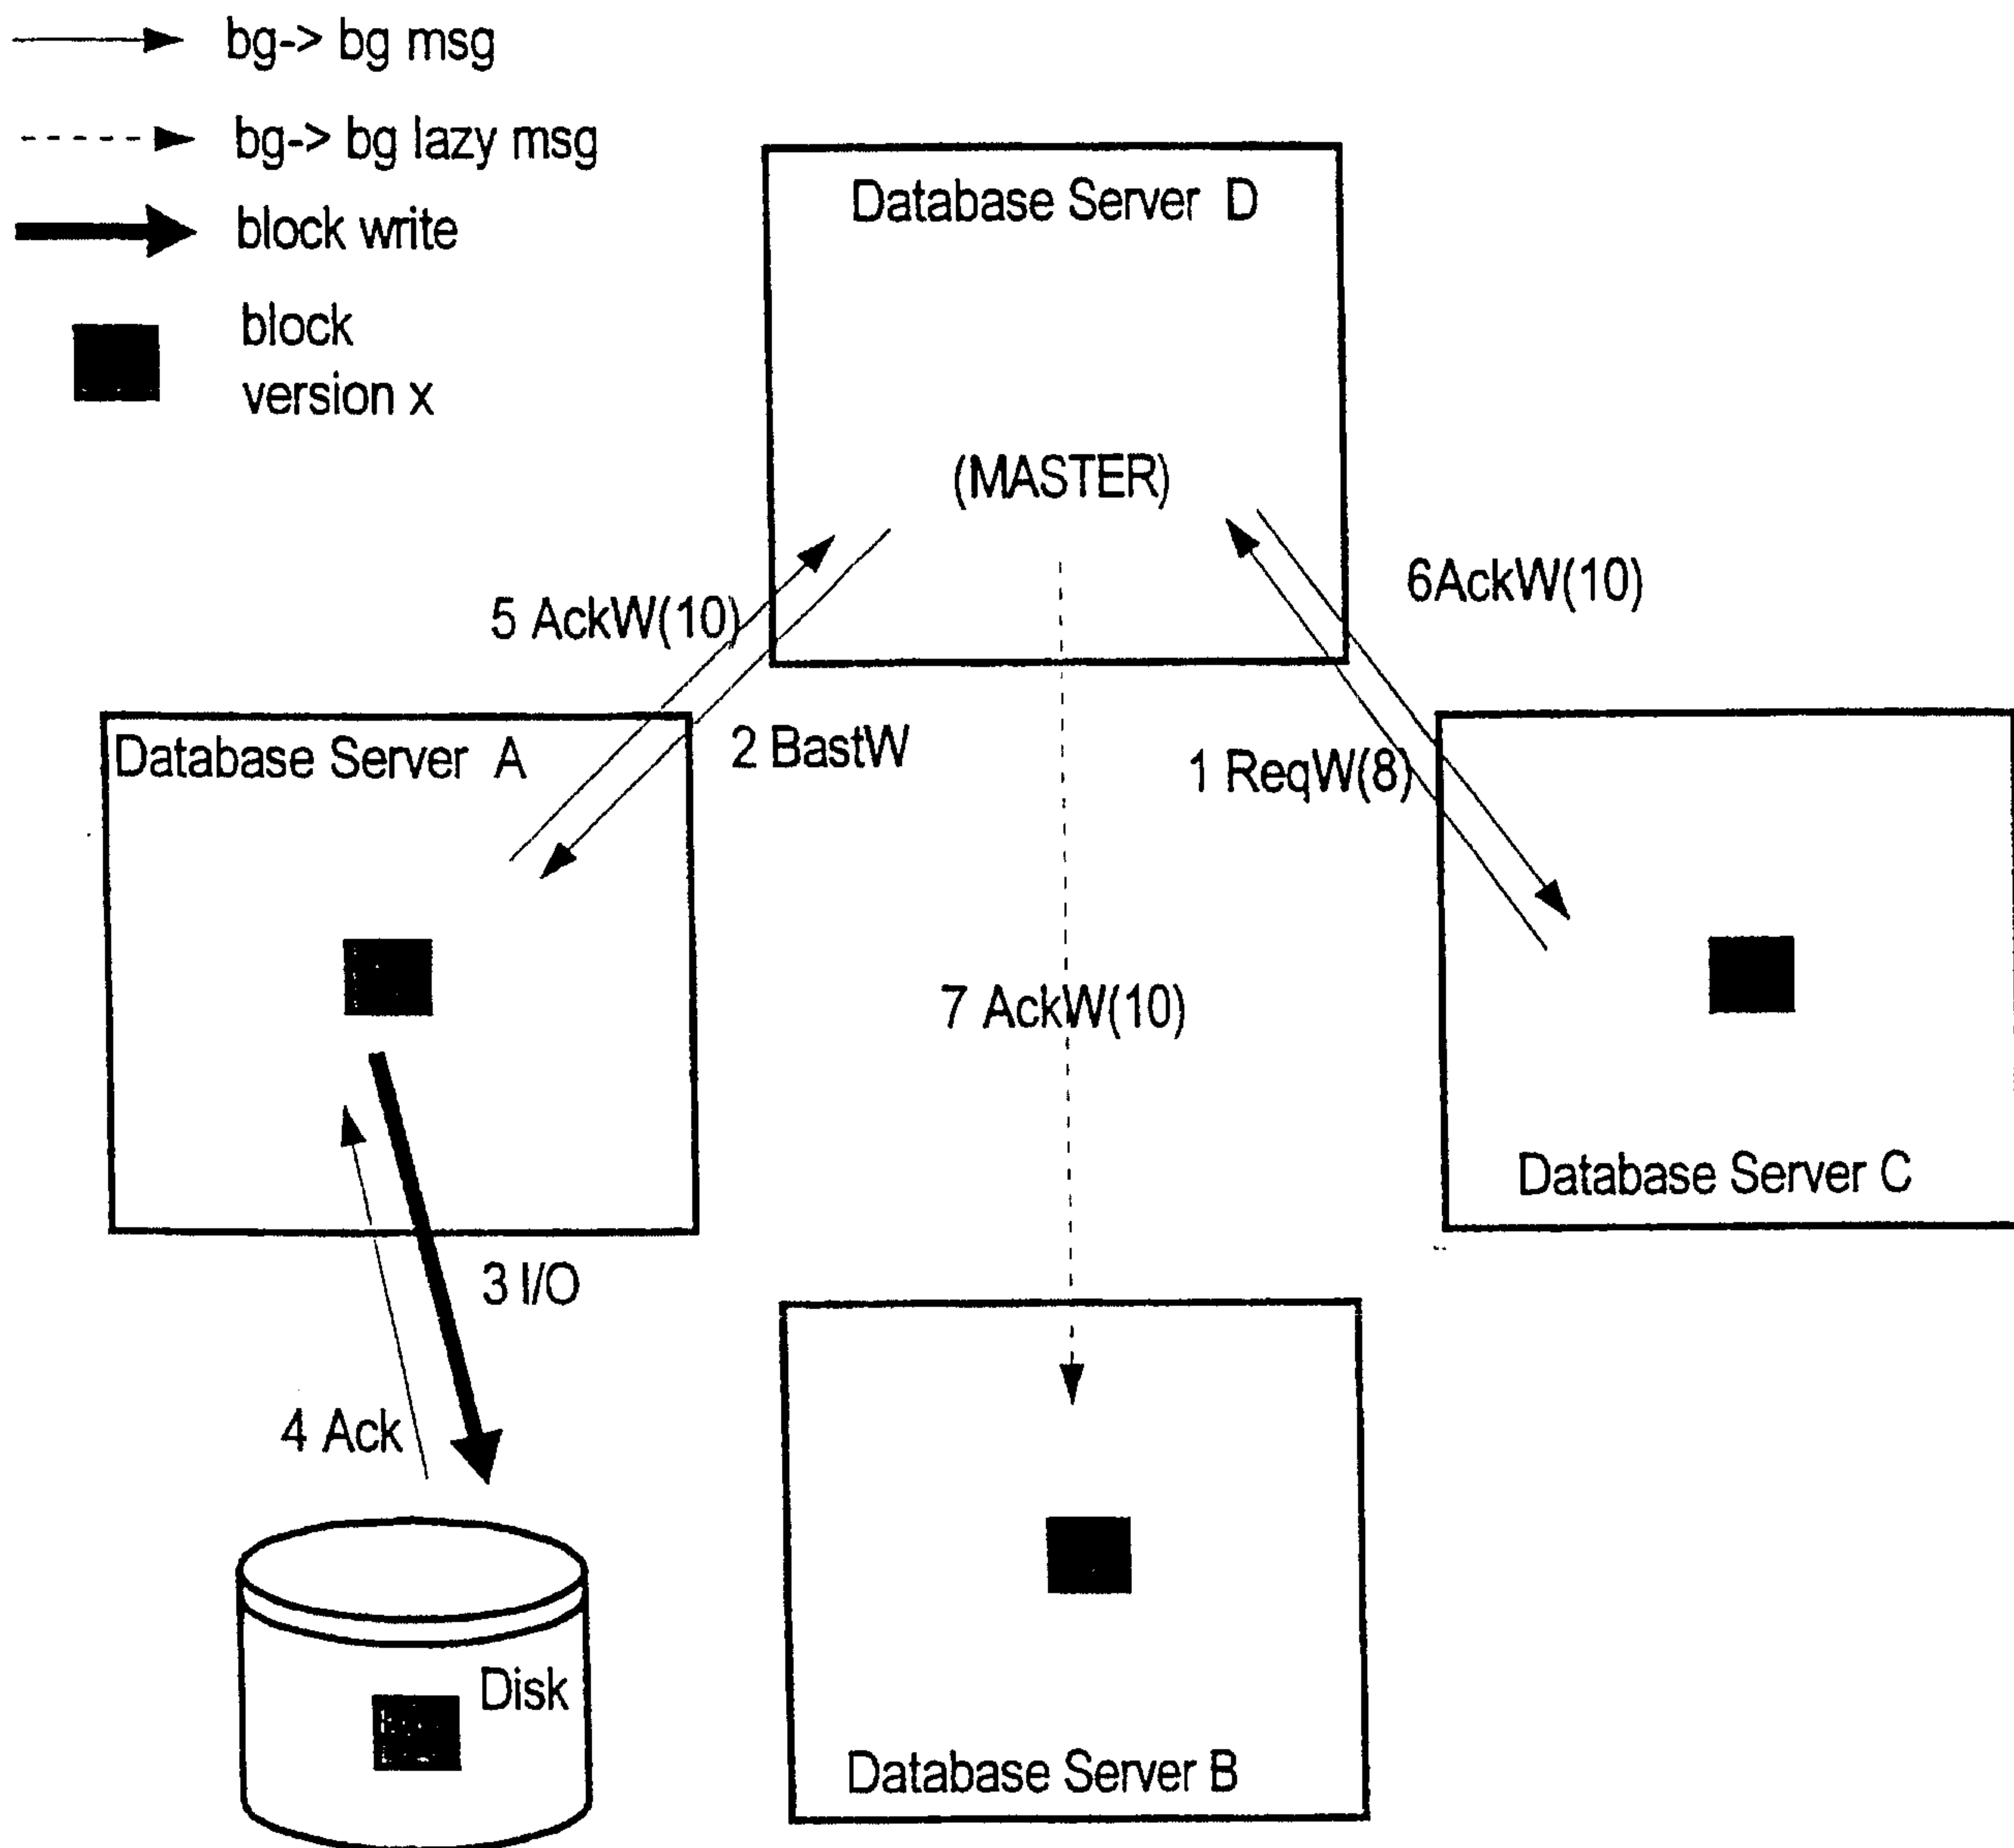 bg-> bg msg
bg-> bg lazy msg
block write
block
version x
Database Server D
(MASTER)
5 AckW(10)
6AckW(10)
Database Server A
2 BastW
1 ReqW(8)
7 AckW(10)
Database Server C
3 I/O
4 Ack
Disk
Database Server B